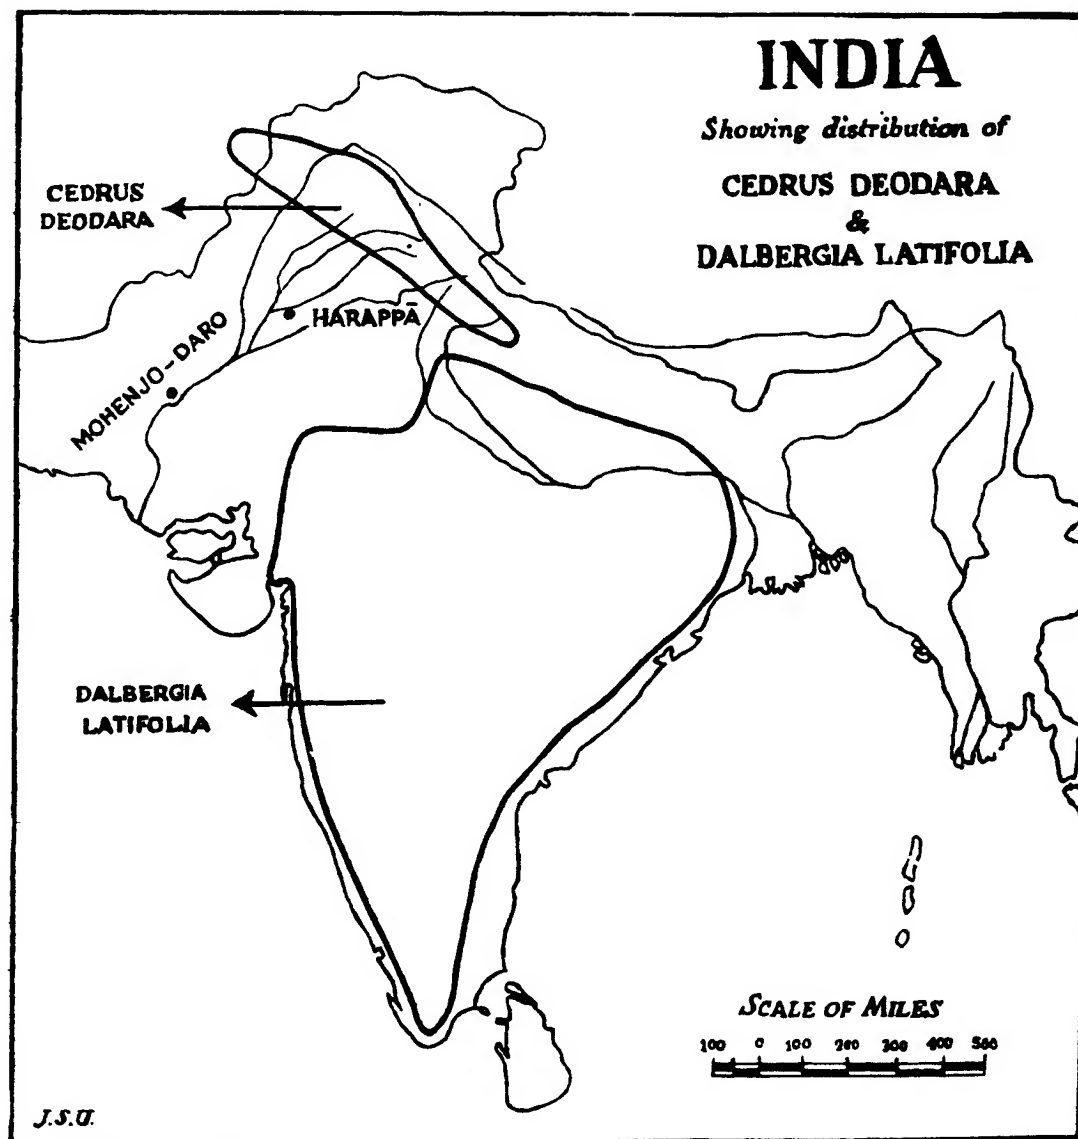 INDIA
Showing distribution of
CEDRUS DEODARA
&
DALBERGIA LATIFOLIA
CEDRUS
DEODARA
HARAPPĀ
MOHENJO-DARO
DALBERGIA
LATIFOLIA
SCALE OF MILES
100 0 100 200 300 400 500
J.S.U.